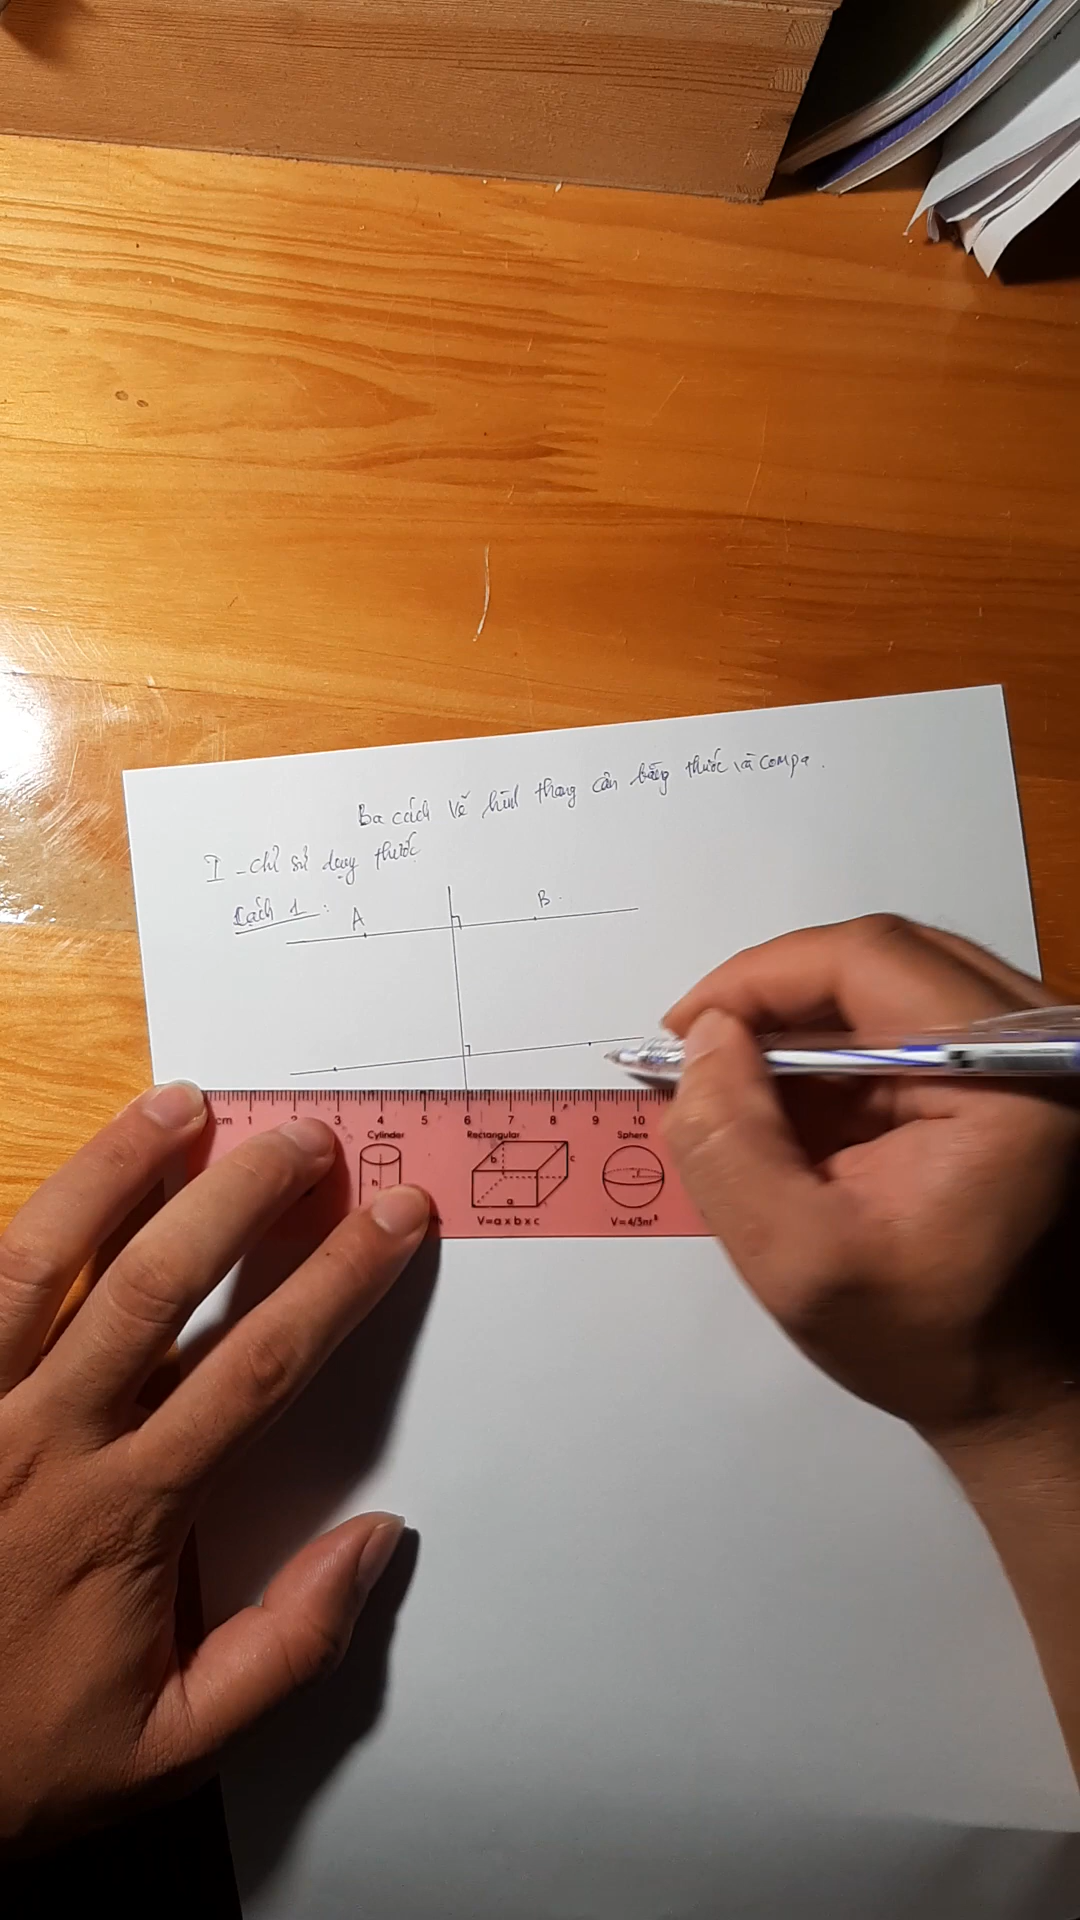 Ba cách vẽ hình thang cân bằng thước và compa.
I - chỉ sử dụng thước
Cách 1 :
A
B
cm 1 2 3 4 5 6 7 8 9 10
Cylinder Rectangular Sphere
h
b
c
a
r
V=a x b x c
V=4/3πr³